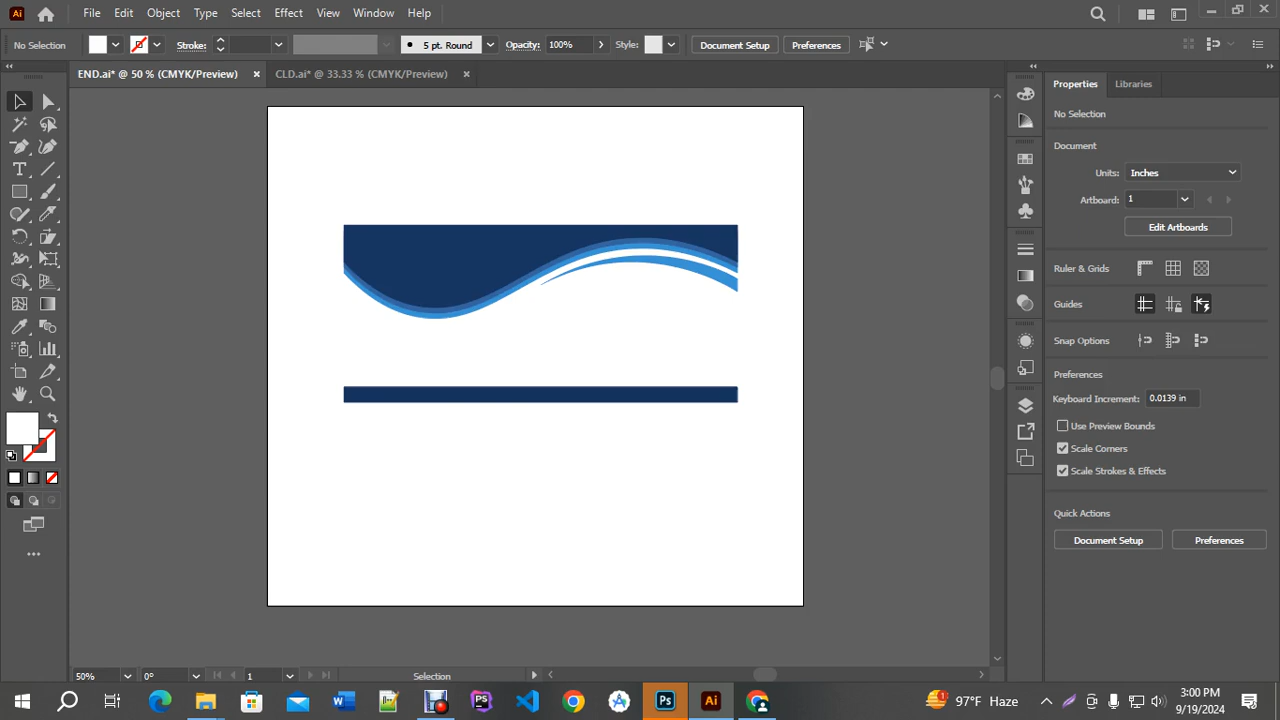 Ai File Edit Object Type Select Effect View Window Help
No Selection Stroke: 5 pt. Round Opacity: 100% Style: Document Setup Preferences
END.ai* @ 50 % (CMYK/Preview) × CLD.ai* @ 33.33 % (CMYK/Preview) ×
Properties Libraries
No Selection
Document
Units: Inches
Artboard: 1
Edit Artboards
Ruler & Grids
Guides
Snap Options
Preferences
Keyboard Increment: 0.0139 in
Use Preview Bounds
Scale Corners
Scale Strokes & Effects
Quick Actions
Document Setup Preferences
50% 0° 1 Selection
W PS Ps Ai 1 97°F Haze 3:00 PM
9/19/2024